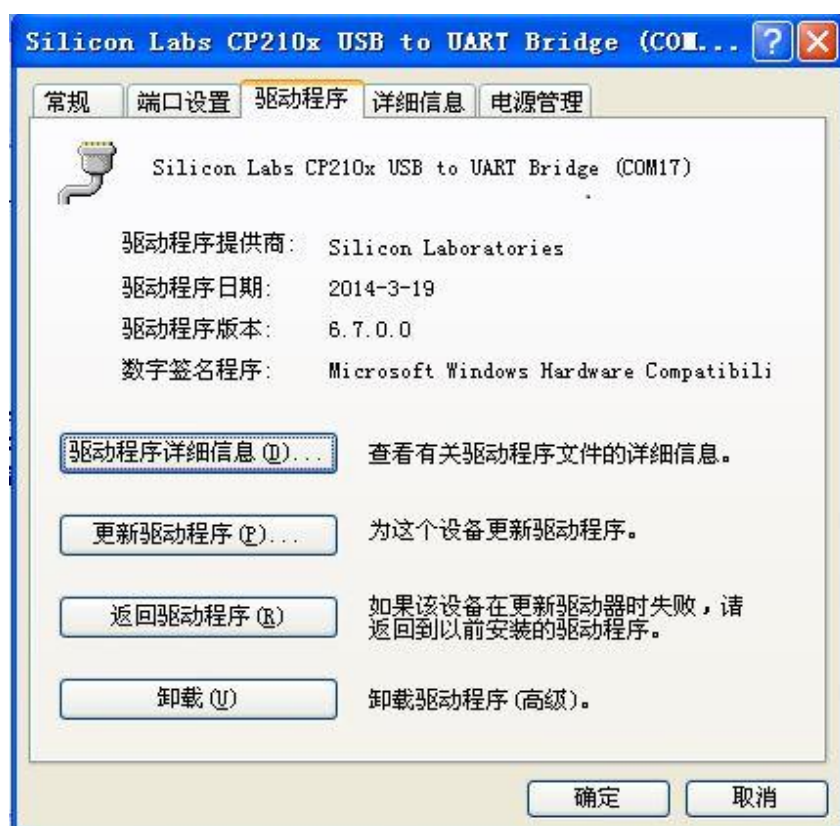 Silicon Labs CP210x USB to UART Bridge (COM...
常规 端口设置 驱动程序 详细信息 电源管理
Silicon Labs CP210x USB to UART Bridge (COM17)
驱动程序提供商: Silicon Laboratories
驱动程序日期: 2014-3-19
驱动程序版本: 6.7.0.0
数字签名程序: Microsoft Windows Hardware Compatibili
驱动程序详细信息(D)... 查看有关驱动程序文件的详细信息。
更新驱动程序(P)... 为这个设备更新驱动程序。
返回驱动程序(R) 如果该设备在更新驱动器时失败，请
返回到以前安装的驱动程序。
卸载(U) 卸载驱动程序(高级)。
确定 取消